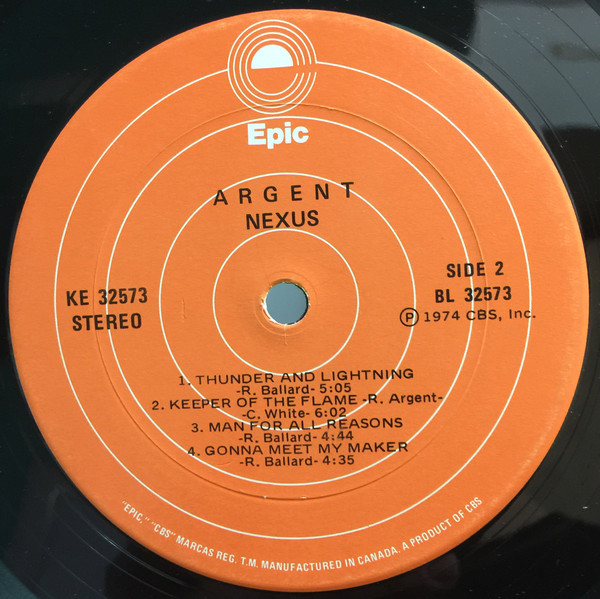 Epic
ARGENT
NEXUS
KE 32573
STEREO
SIDE 2
BL 32573
Ⓟ 1974 CBS, Inc.
1. THUNDER AND LIGHTNING
-R. Ballard- 5:05
2. KEEPER OF THE FLAME -R. Argent-
-C. White- 6:02
3. MAN FOR ALL REASONS
-R. Ballard- 4:44
4. GONNA MEET MY MAKER
-R. Ballard- 4:35
"EPIC," "CBS" MARCAS REG. T.M. MANUFACTURED IN CANADA. A PRODUCT OF CBS